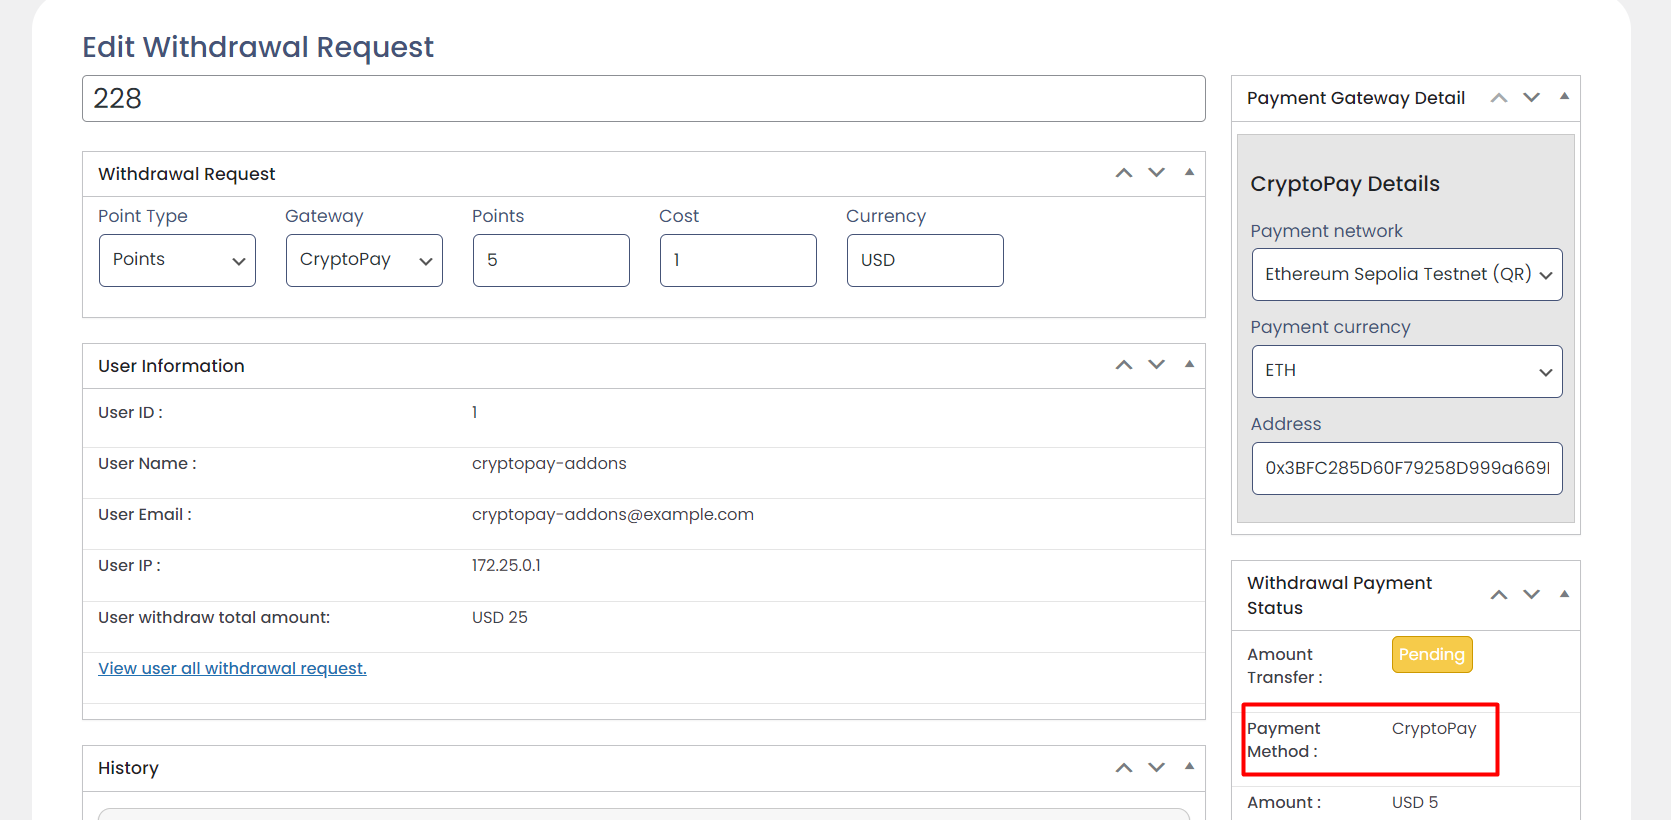 Edit Withdrawal Request
228
Withdrawal Request
Point Type
Gateway
Points
Cost
Currency
Points
CryptoPay
5
1
USD
User Information
User ID :
1
User Name :
cryptopay-addons
User Email :
cryptopay-addons@example.com
User IP :
172.25.0.1
User withdraw total amount:
USD 25
View user all withdrawal request.
History
Payment Gateway Detail
CryptoPay Details
Payment network
Ethereum Sepolia Testnet (QR)
Payment currency
ETH
Address
0x3BFC285D60F79258D999a669
Withdrawal Payment
Status
Amount
Transfer :
Pending
Payment
Method :
CryptoPay
Amount :
USD 5